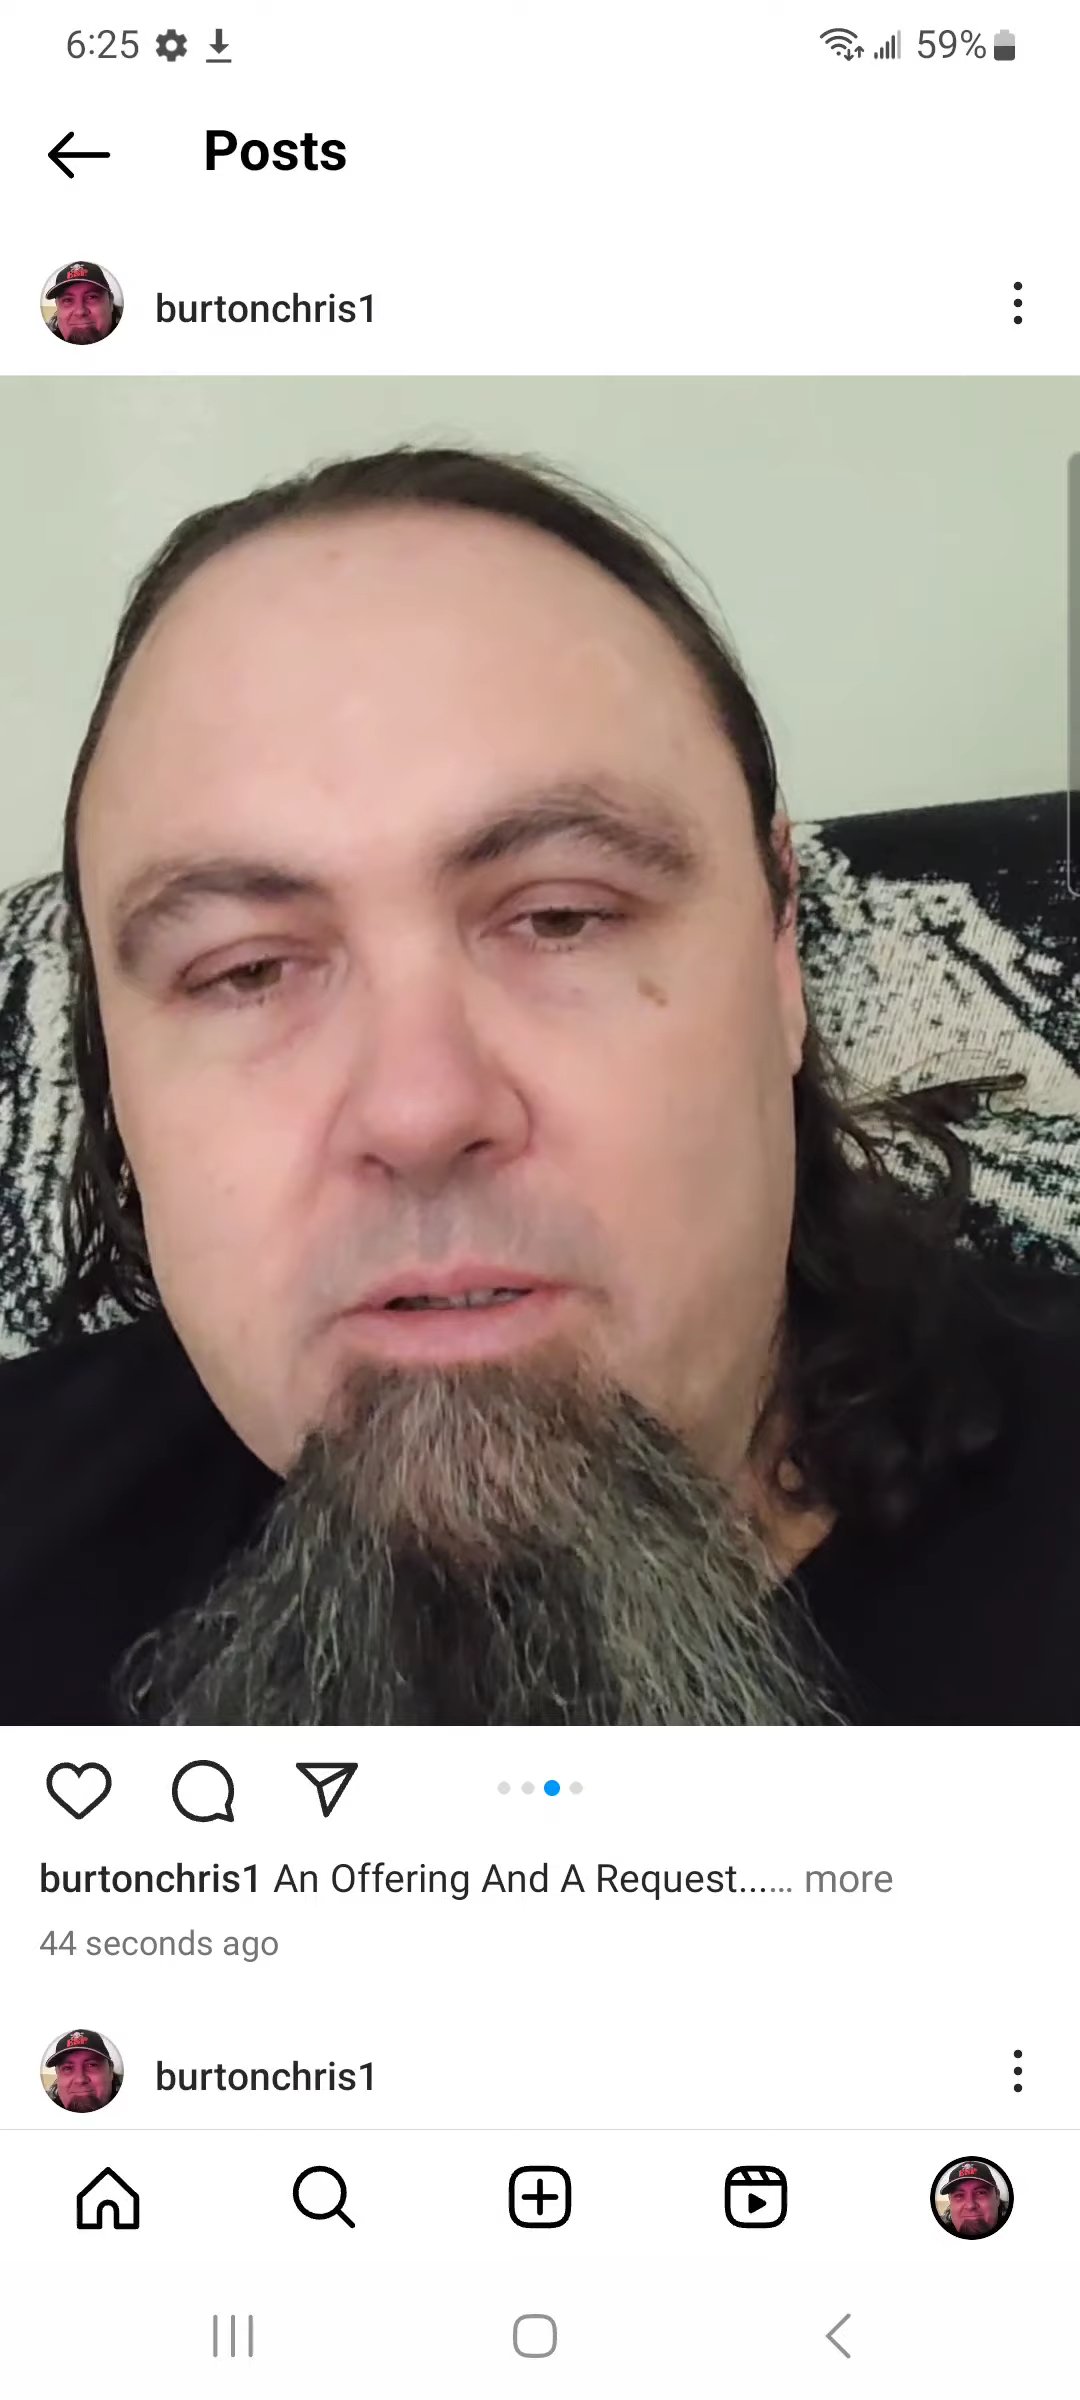 6:25 59%
Posts
burtonchris1
burtonchris1 An Offering And A Request...... more
44 seconds ago
burtonchris1